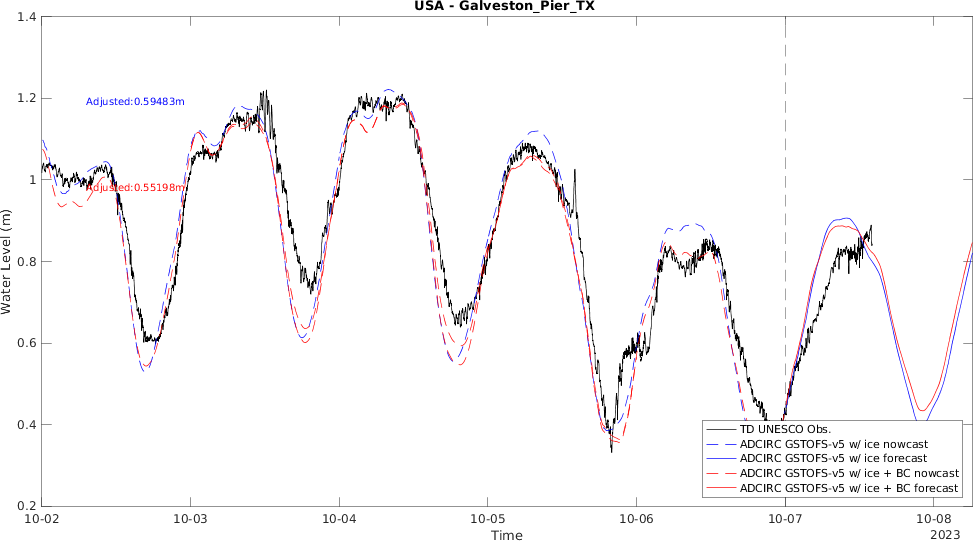 USA - Galveston_Pier_TX
1.4
1.2
1
0.8
0.6
0.4
0.2
Water Level (m)
Adjusted:0.59483m
Adjusted:0.55198m
TD UNESCO Obs.
ADCIRC GSTOFS-v5 w/ ice nowcast
ADCIRC GSTOFS-v5 w/ ice forecast
ADCIRC GSTOFS-v5 w/ ice + BC nowcast
ADCIRC GSTOFS-v5 w/ ice + BC forecast
10-02 10-03 10-04 10-05 10-06 10-07 10-08
Time
2023